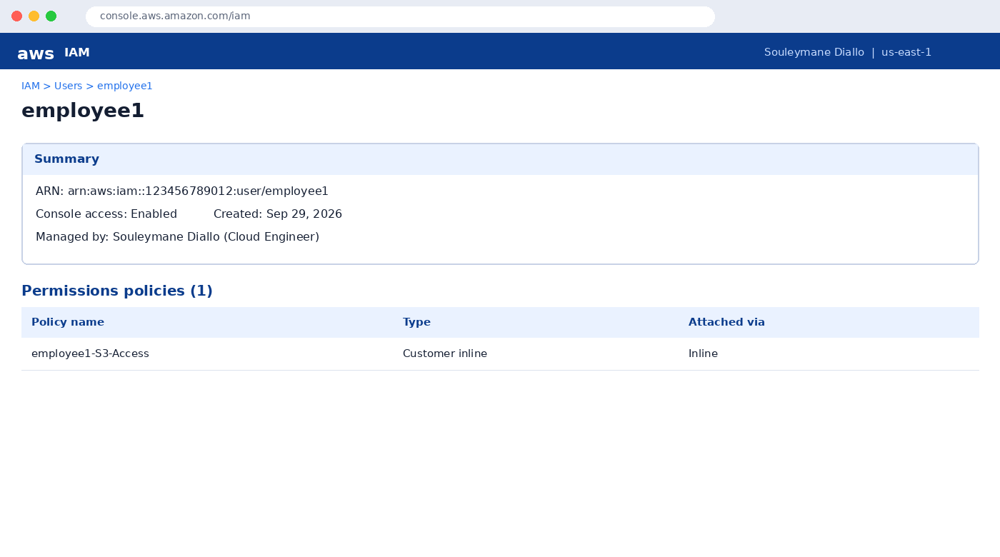 console.aws.amazon.com/iam
aws IAM Souleymane Diallo | us-east-1
IAM > Users > employee1
employee1
Summary
ARN: arn:aws:iam::123456789012:user/employee1
Console access: Enabled Created: Sep 29, 2026
Managed by: Souleymane Diallo (Cloud Engineer)
Permissions policies (1)
Policy name Type Attached via
employee1-S3-Access Customer inline Inline